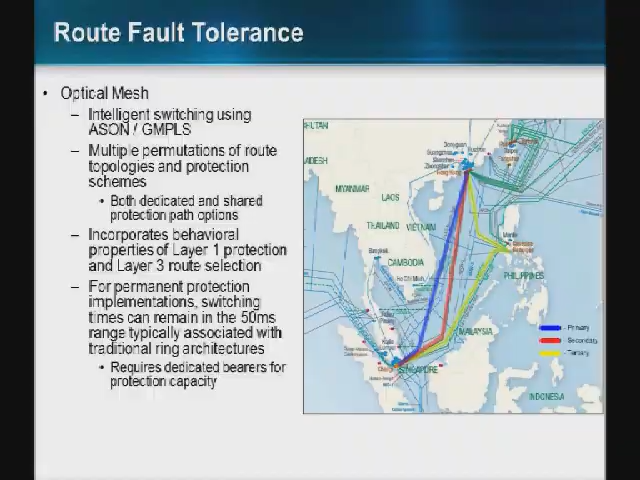 Route Fault Tolerance
• Optical Mesh
– Intelligent switching using
ASON / GMPLS
– Multiple permutations of route
topologies and protection
schemes
• Both dedicated and shared
protection path options
– Incorporates behavioral
properties of Layer 1 protection
and Layer 3 route selection
– For permanent protection
implementations, switching
times can remain in the 50ms
range typically associated with
traditional ring architectures
• Requires dedicated bearers for
protection capacity
MYANMAR
LAOS
THAILAND
VIETNAM
CAMBODIA
PHILIPPINES
MALAYSIA
SINGAPORE
INDONESIA
- Primary
- Secondary
- Tertiary